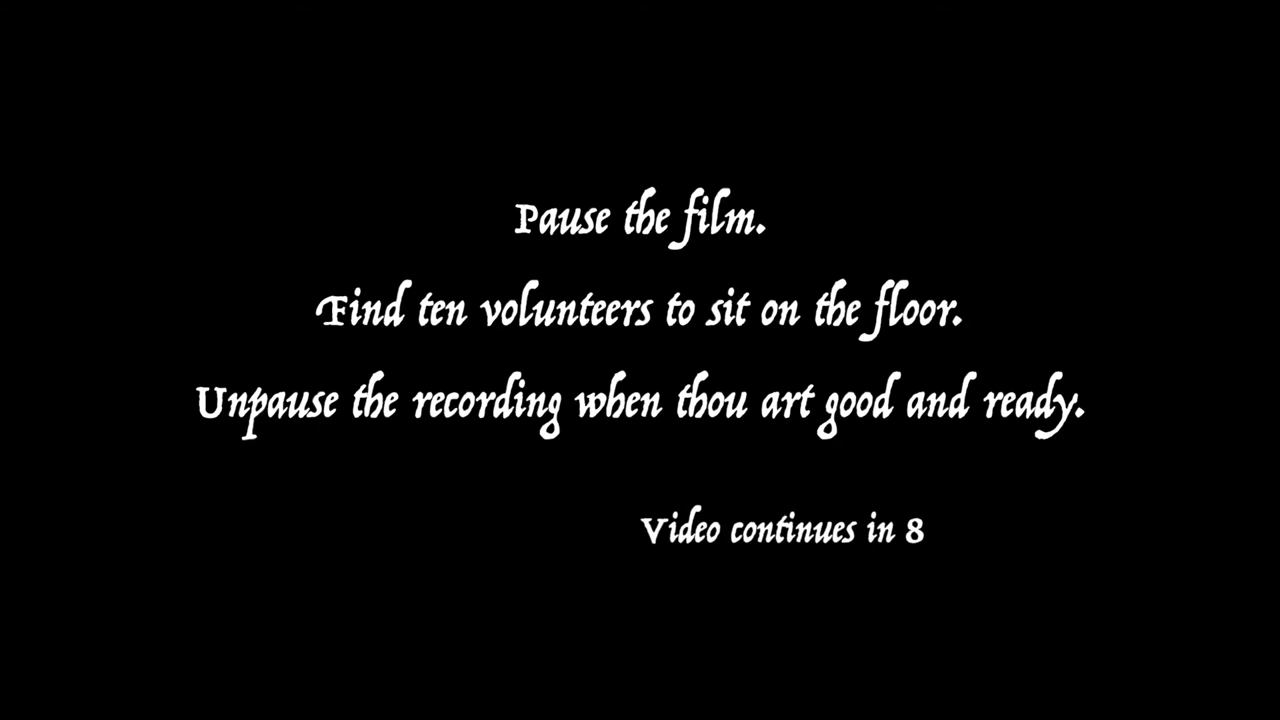 Pause the film.
Find ten volunteers to sit on the floor.
Unpause the recording when thou art good and ready.
Video continues in 8